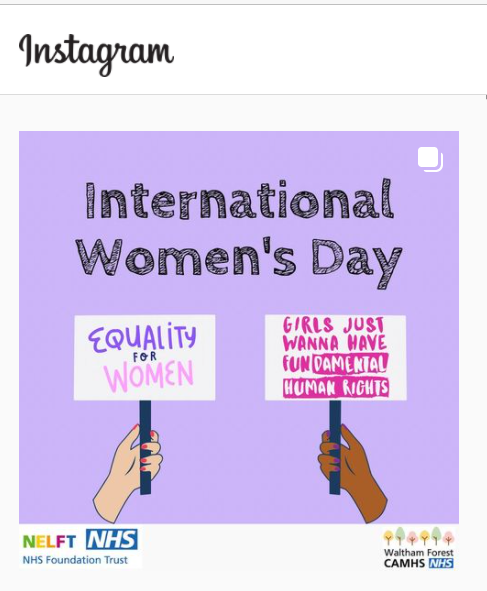 Instagram
International
Women's Day
EQUALITY
FOR
WOMEN
GIRLS JUST
WANNA HAVE
FUNDAMENTAL
HUMAN RIGHTS
NELFT NHS
NHS Foundation Trust
Waltham Forest
CAMHS NHS